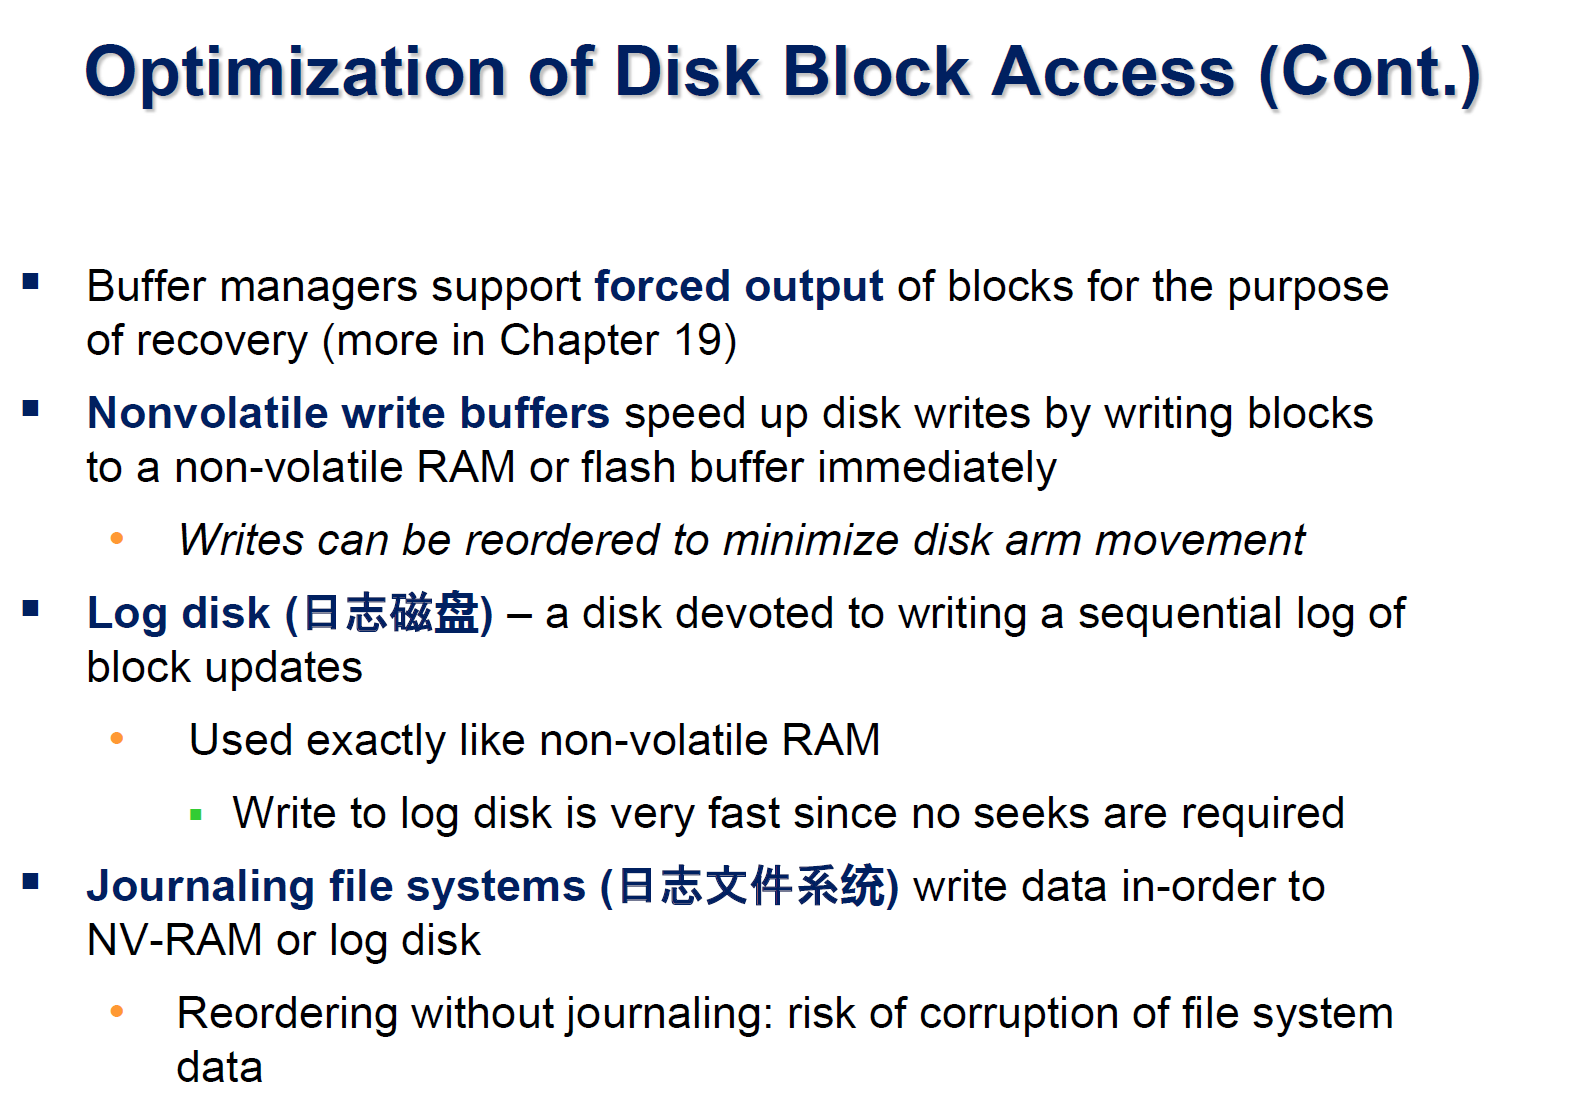 Optimization of Disk Block Access (Cont.)
Buffer managers support forced output of blocks for the purpose
of recovery (more in Chapter 19)
Nonvolatile write buffers speed up disk writes by writing blocks
to a non-volatile RAM or flash buffer immediately
Writes can be reordered to minimize disk arm movement
Log disk (日志磁盘) – a disk devoted to writing a sequential log of
block updates
Used exactly like non-volatile RAM
Write to log disk is very fast since no seeks are required
Journaling file systems (日志文件系统) write data in-order to
NV-RAM or log disk
Reordering without journaling: risk of corruption of file system
data